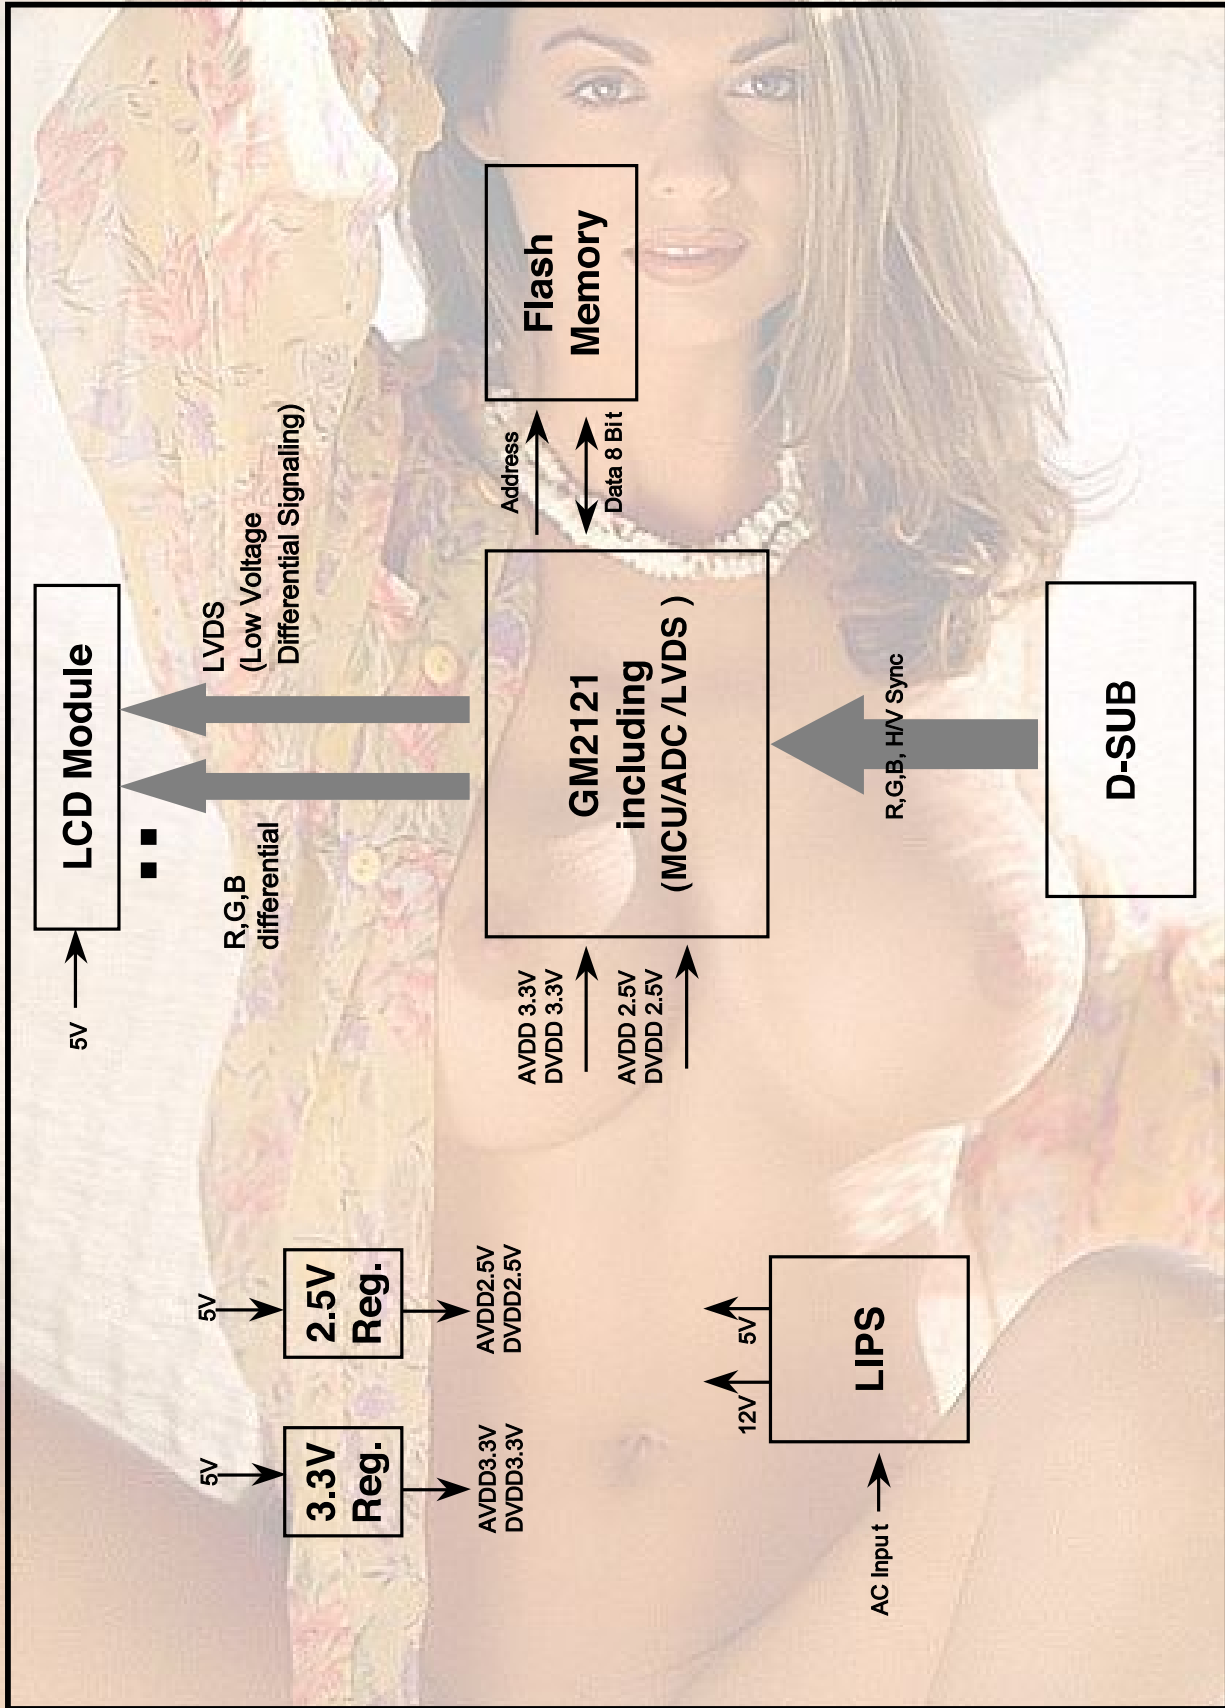 5V
LCD Module
R,G,B
differential
LVDS
(Low Voltage
Differential Signaling)
5V
3.3V
Reg.
AVDD3.3V
DVDD3.3V
5V
2.5V
Reg.
AVDD2.5V
DVDD2.5V
AVDD 3.3V
DVDD 3.3V
AVDD 2.5V
DVDD 2.5V
GM2121
including
(MCU/ADC /LVDS )
Address
Data 8 Bit
Flash
Memory
12V
5V
AC Input
LIPS
R,G,B, H/V Sync
D-SUB